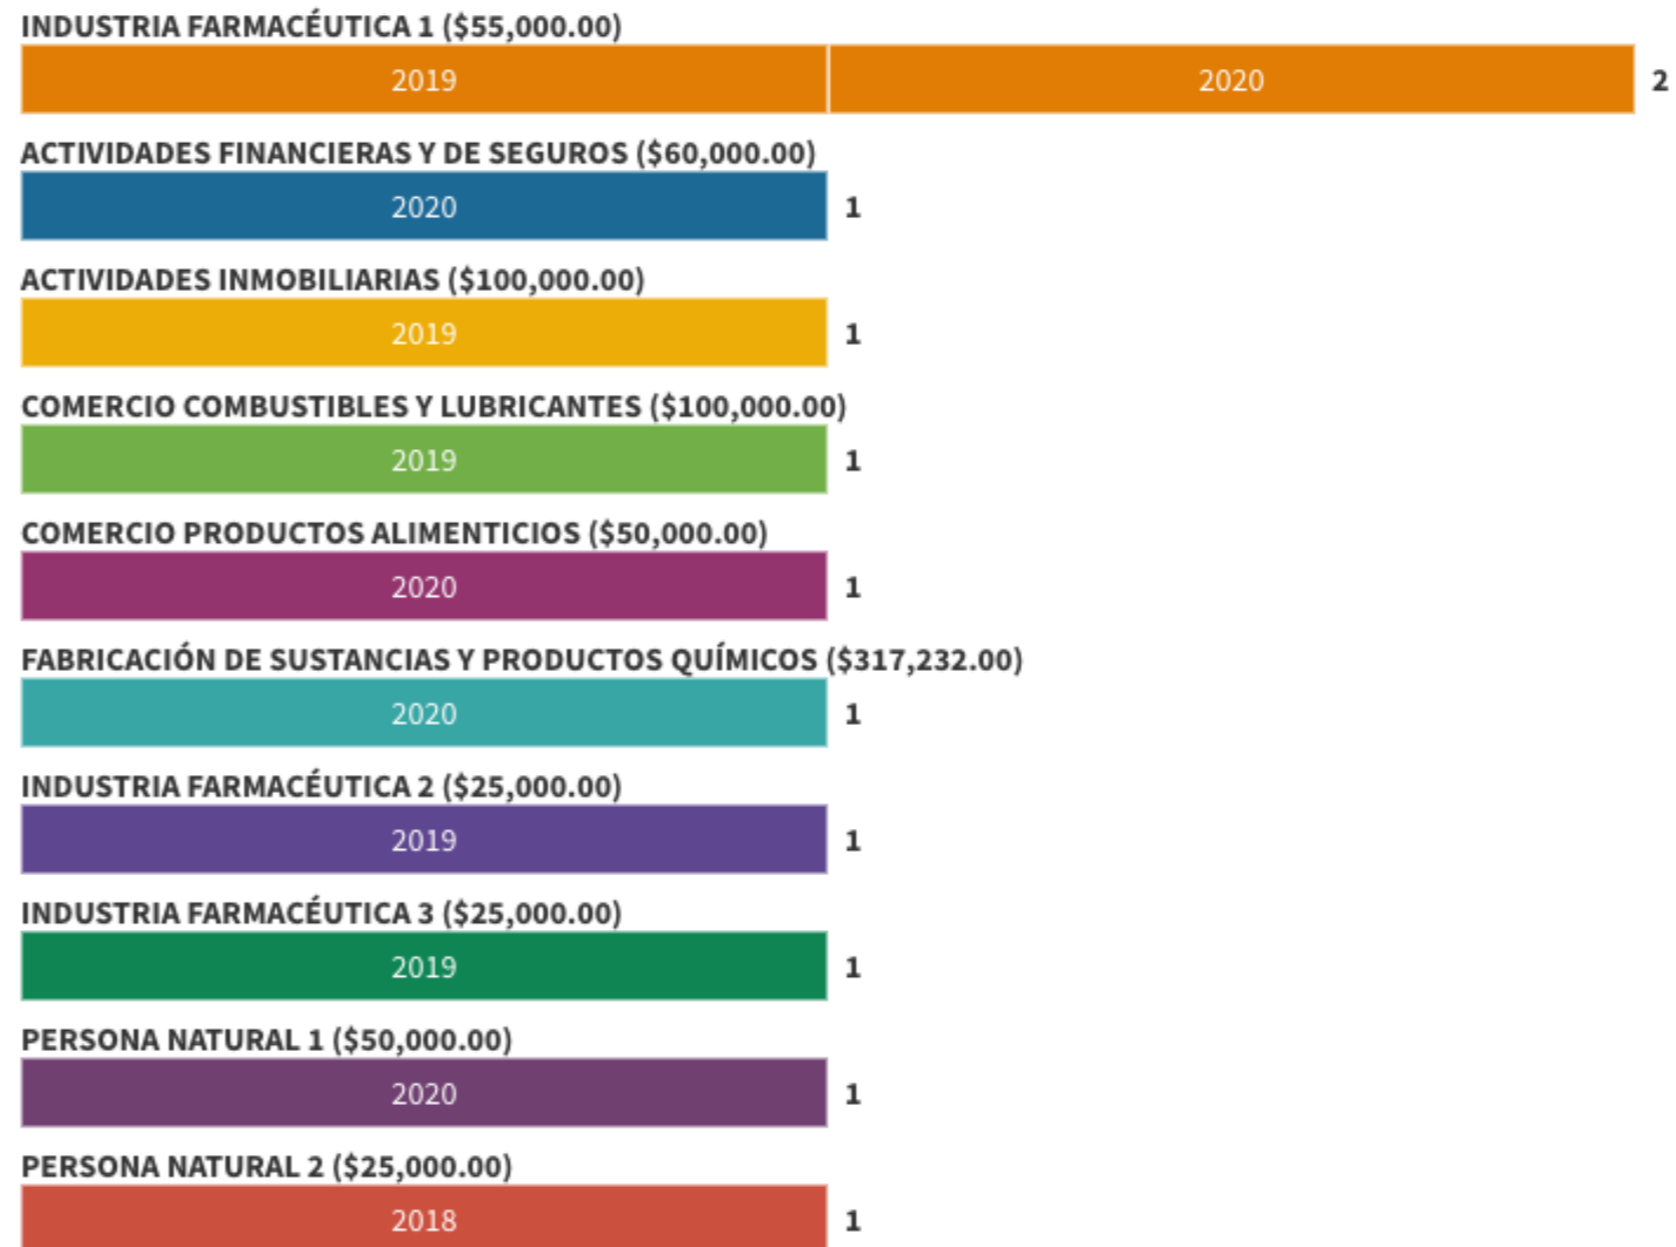 INDUSTRIA FARMACÉUTICA 1 ($55,000.00)
2019 2020 2
ACTIVIDADES FINANCIERAS Y DE SEGUROS ($60,000.00)
2020 1
ACTIVIDADES INMOBILIARIAS ($100,000.00)
2019 1
COMERCIO COMBUSTIBLES Y LUBRICANTES ($100,000.00)
2019 1
COMERCIO PRODUCTOS ALIMENTICIOS ($50,000.00)
2020 1
FABRICACIÓN DE SUSTANCIAS Y PRODUCTOS QUÍMICOS ($317,232.00)
2020 1
INDUSTRIA FARMACÉUTICA 2 ($25,000.00)
2019 1
INDUSTRIA FARMACÉUTICA 3 ($25,000.00)
2019 1
PERSONA NATURAL 1 ($50,000.00)
2020 1
PERSONA NATURAL 2 ($25,000.00)
2018 1